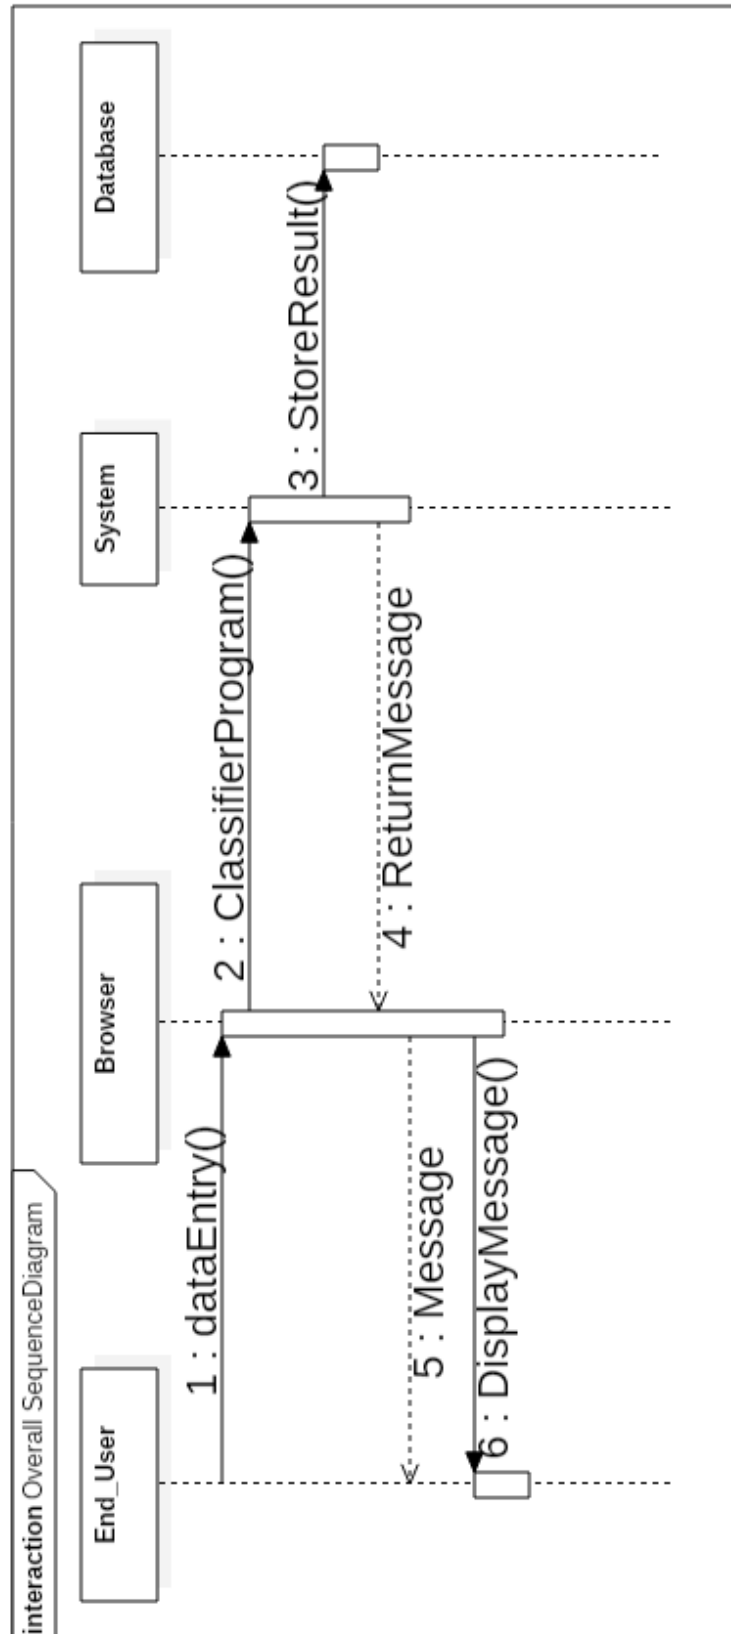 interaction Overall SequenceDiagram
End_User
Browser
System
Database
1 : dataEntry()
2 : ClassifierProgram()
3 : StoreResult()
4 : ReturnMessage
5 : Message
6 : DisplayMessage()